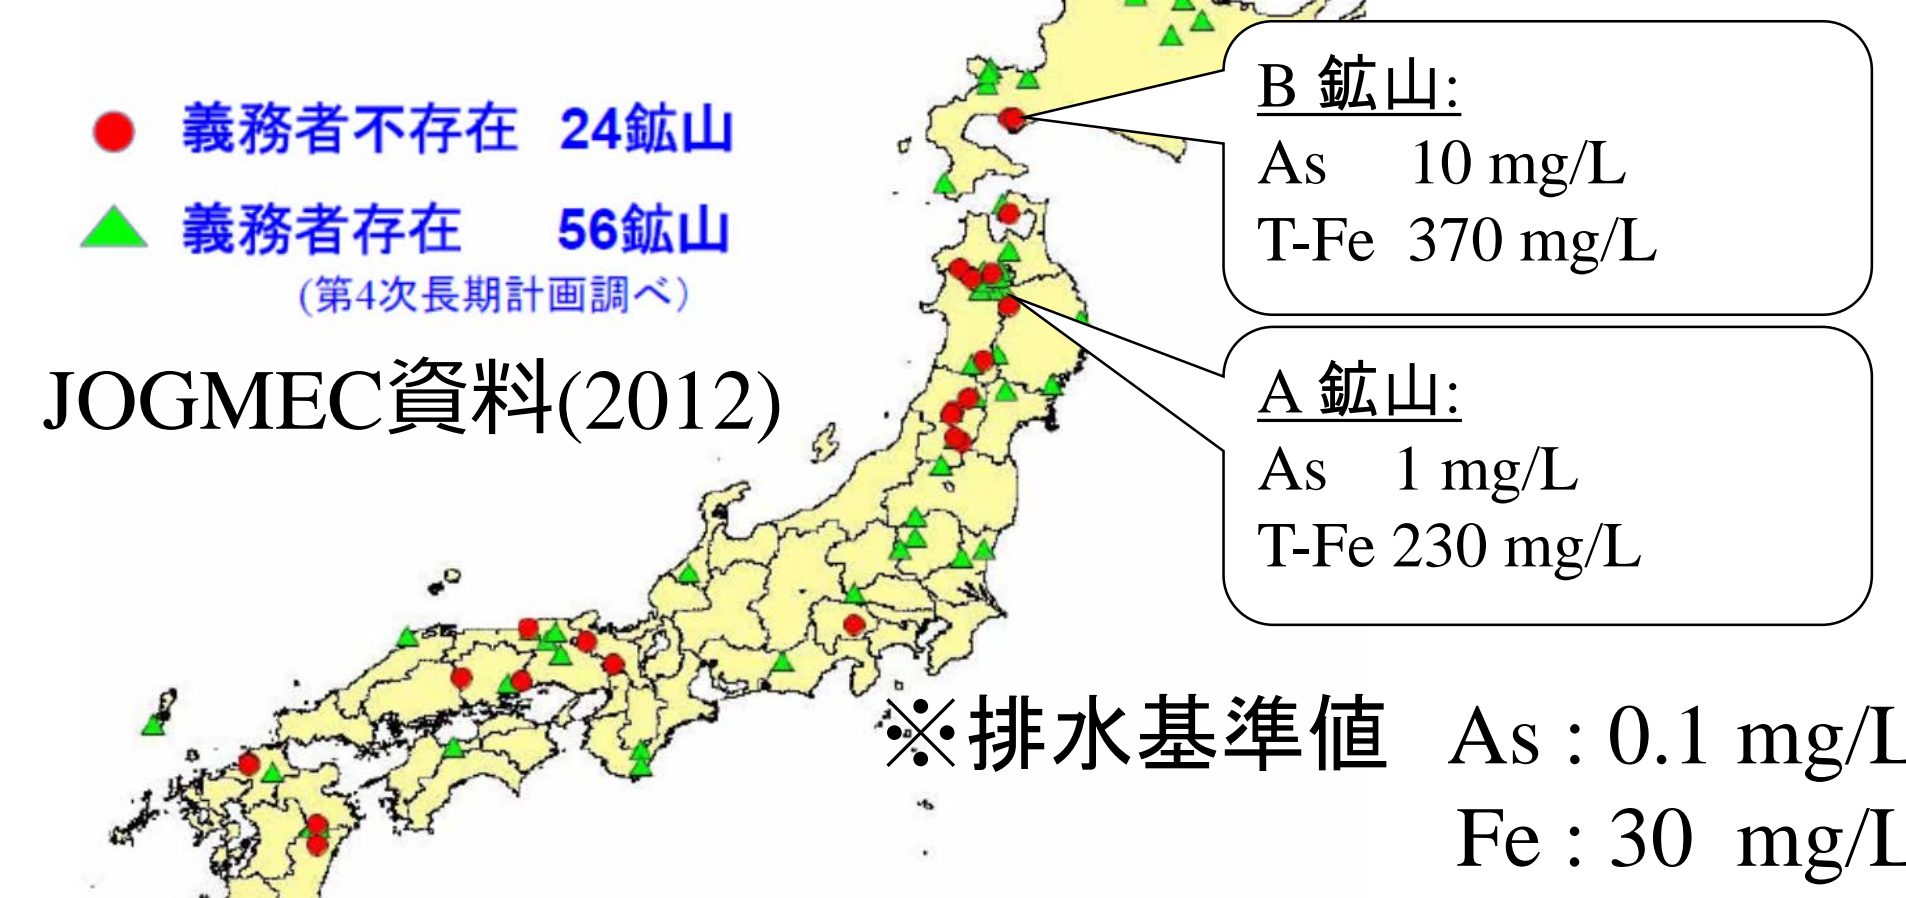 義務者不存在 24鉱山
義務者存在 56鉱山
(第4次長期計画調べ)
JOGMEC資料(2012)
B 鉱山:
As 10 mg/L
T-Fe 370 mg/L
A 鉱山:
As 1 mg/L
T-Fe 230 mg/L
※排水基準値 As : 0.1 mg/L
Fe : 30 mg/L